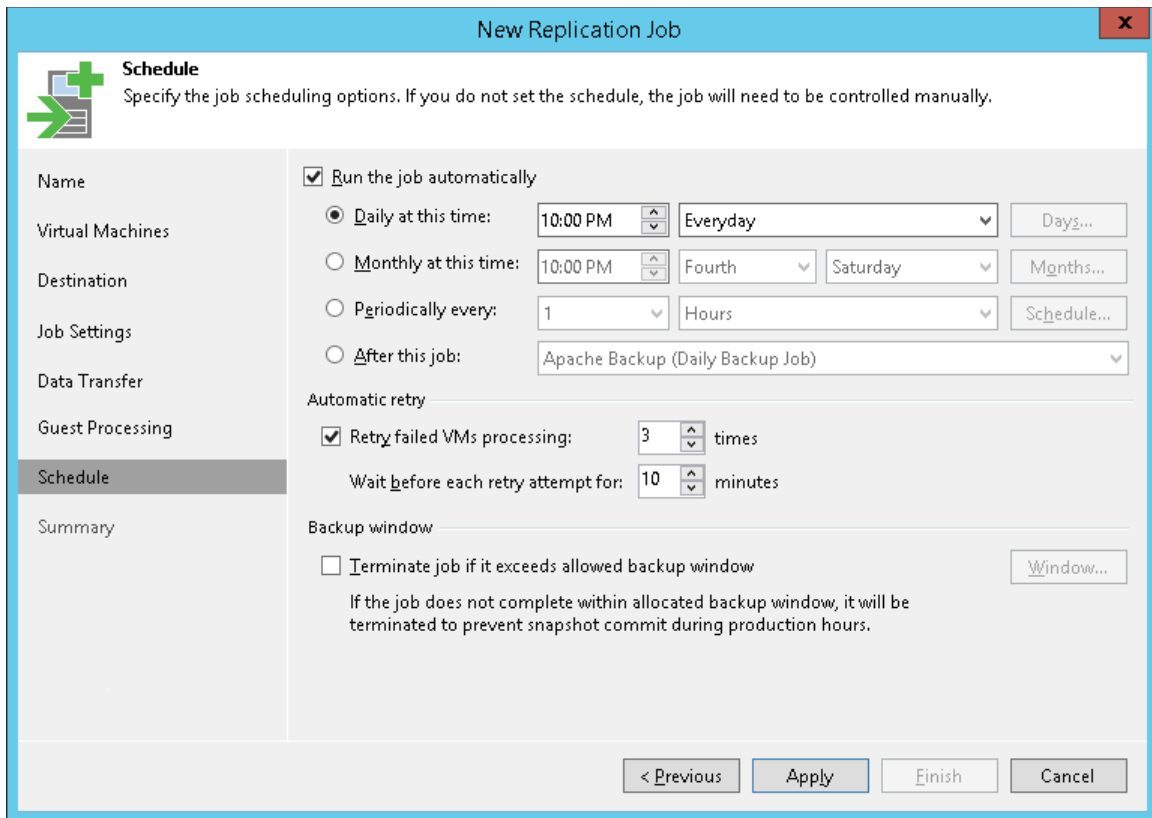 New Replication Job
x
Schedule
Specify the job scheduling options. If you do not set the schedule, the job will need to be controlled manually.
Name
Virtual Machines
Destination
Job Settings
Data Transfer
Guest Processing
Schedule
Summary
Run the job automatically
Daily at this time: 10:00 PM Everyday Days...
Monthly at this time: 10:00 PM Fourth Saturday Months...
Periodically every: 1 Hours Schedule...
After this job: Apache Backup (Daily Backup Job)
Automatic retry
Retry failed VMs processing: 3 times
Wait before each retry attempt for: 10 minutes
Backup window
Terminate job if it exceeds allowed backup window Window...
If the job does not complete within allocated backup window, it will be
terminated to prevent snapshot commit during production hours.
< Previous Apply Finish Cancel